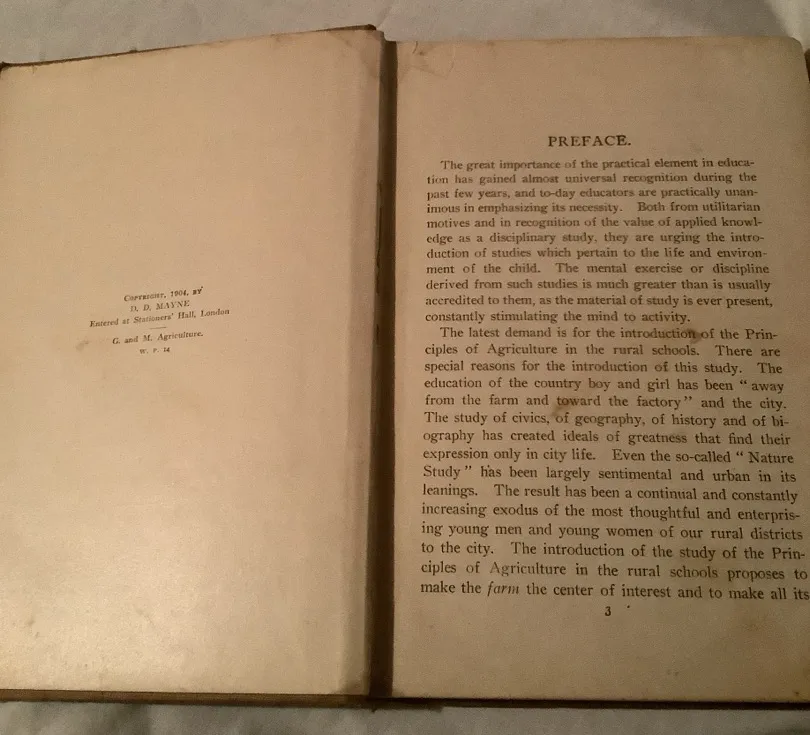 COPYRIGHT, 1904, BY
D. D. MAYNE
Entered at Stationers' Hall, London
G. and M. Agriculture.
W. P. 14
PREFACE.
The great importance of the practical element in educa-
tion has gained almost universal recognition during the
past few years, and to-day educators are practically unan-
imous in emphasizing its necessity. Both from utilitarian
motives and in recognition of the value of applied knowl-
edge as a disciplinary study, they are urging the intro-
duction of studies which pertain to the life and environ-
ment of the child. The mental exercise or discipline
derived from such studies is much greater than is usually
accredited to them, as the material of study is ever present,
constantly stimulating the mind to activity.
The latest demand is for the introduction of the Prin-
ciples of Agriculture in the rural schools. There are
special reasons for the introduction of this study. The
education of the country boy and girl has been "away
from the farm and toward the factory" and the city.
The study of civics, of geography, of history and of bi-
ography has created ideals of greatness that find their
expression only in city life. Even the so-called "Nature
Study" has been largely sentimental and urban in its
leanings. The result has been a continual and constantly
increasing exodus of the most thoughtful and enterpris-
ing young men and young women of our rural districts
to the city. The introduction of the study of the Prin-
ciples of Agriculture in the rural schools proposes to
make the farm the center of interest and to make all its
3